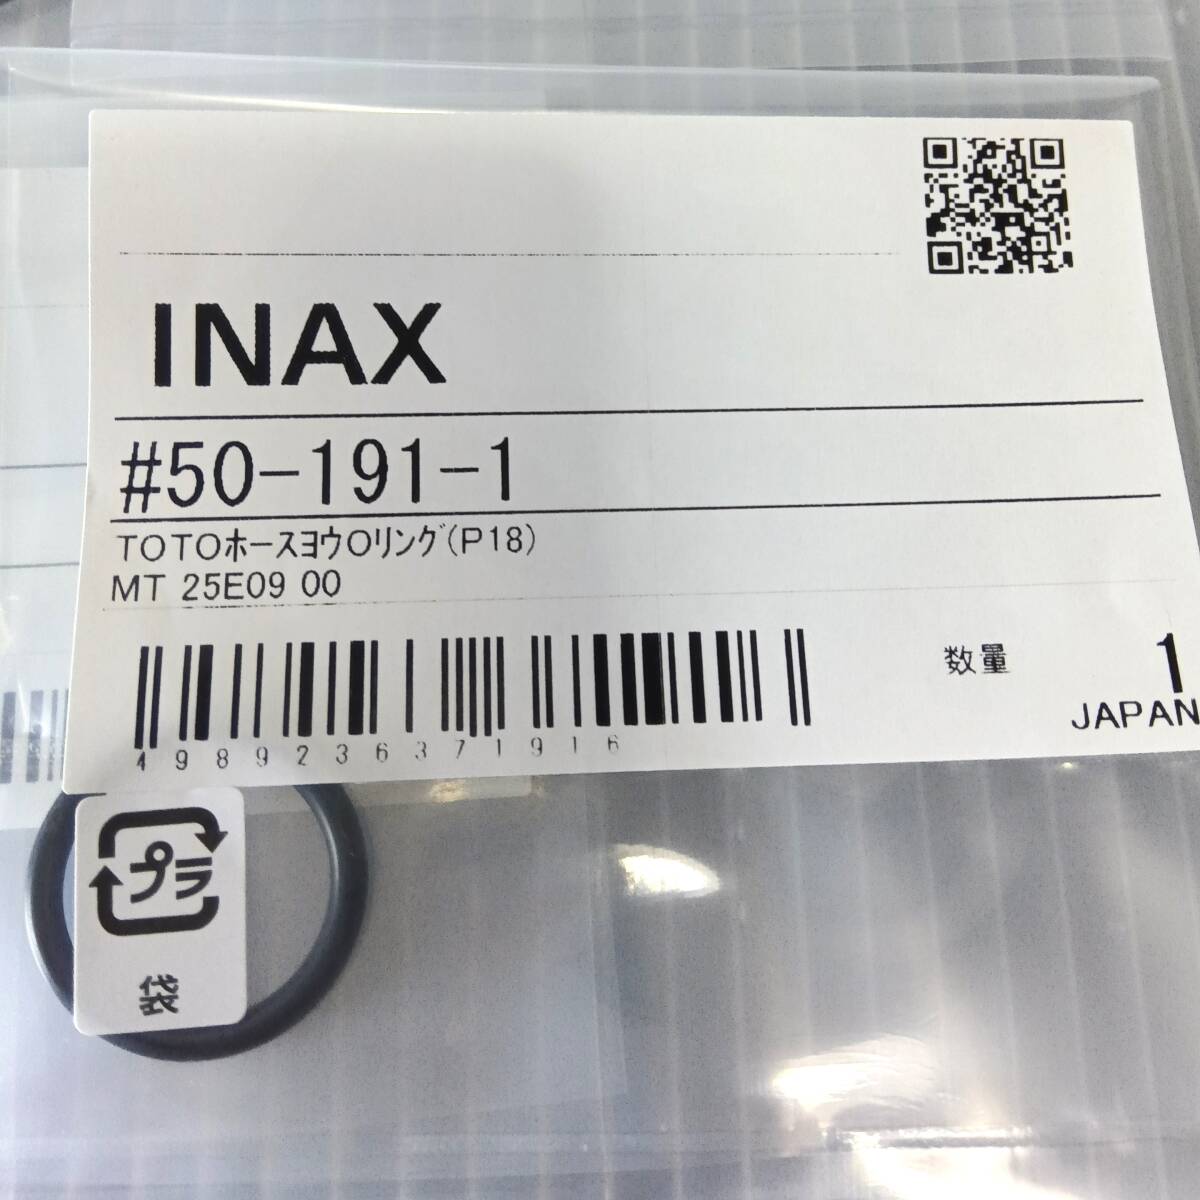 INAX
#50-191-1
TOTOホースヨウOリング(P18)
MT 25E09 00
数量 1
JAPAN
4989236371916
プラ
袋